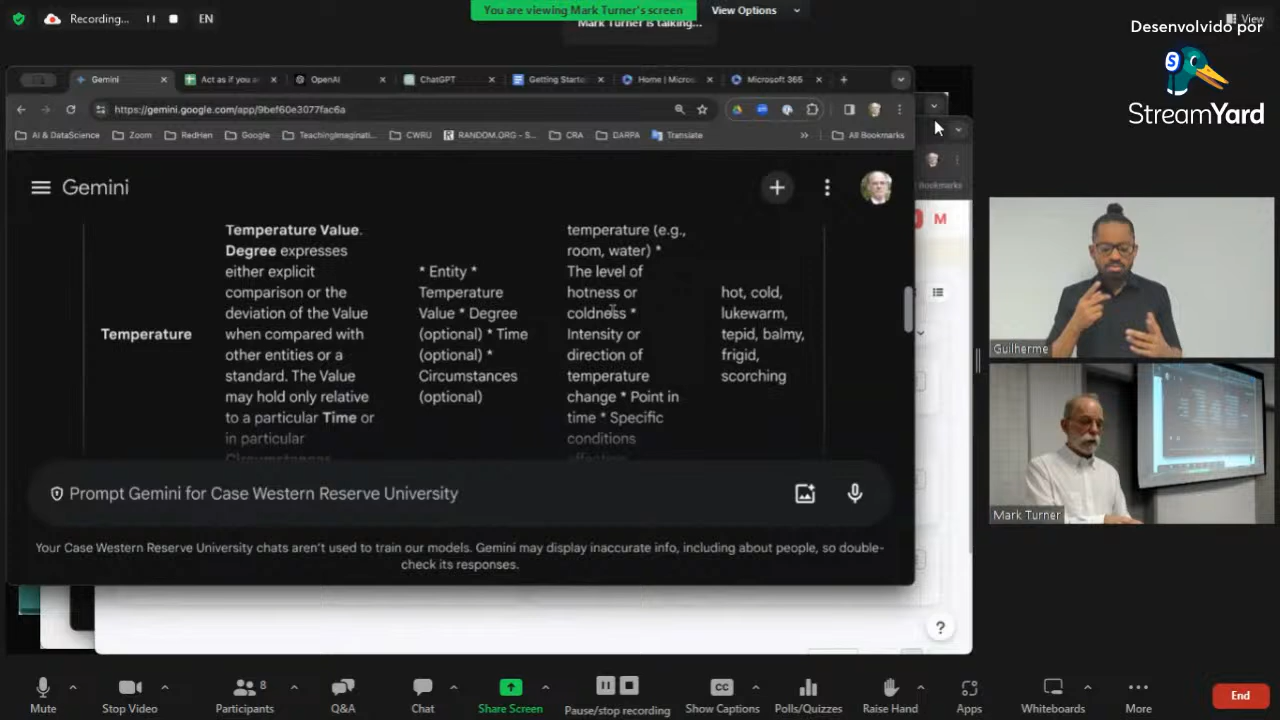 Recording...
EN
You are viewing Mark Turner's screen
View Options
Mark Turner is talking...
View
Desenvolvido por
S
StreamYard
Gemini
Act as if you a
OpenAI
ChatGPT
Getting Starte
Home | Micros
Microsoft 365
https://gemini.google.com/app/9bef60e3077fac6a
AI & DataScience
Zoom
RedHen
Google
TeachingImaginati...
CWRU
RANDOM.ORG - S...
CRA
DARPA
Translate
»
All Bookmarks
Bookmarks
Gemini
M
Temperature
Temperature Value.
Degree expresses
either explicit
comparison or the
deviation of the Value
when compared with
other entities or a
standard. The Value
may hold only relative
to a particular Time or
in particular
Circumstances
* Entity *
Temperature
Value * Degree
(optional) * Time
(optional) *
Circumstances
(optional)
temperature (e.g.,
room, water) *
The level of
hotness or
coldness *
Intensity or
direction of
temperature
change * Point in
time * Specific
conditions
hot, cold,
lukewarm,
tepid, balmy,
frigid,
scorching
Prompt Gemini for Case Western Reserve University
Your Case Western Reserve University chats aren't used to train our models. Gemini may display inaccurate info, including about people, so double-
check its responses.
?
Guilherme
Mark Turner
Mute
Stop Video
8
Participants
Q&A
Chat
Share Screen
Pause/stop recording
CC
Show Captions
Polls/Quizzes
Raise Hand
Apps
Whiteboards
More
End